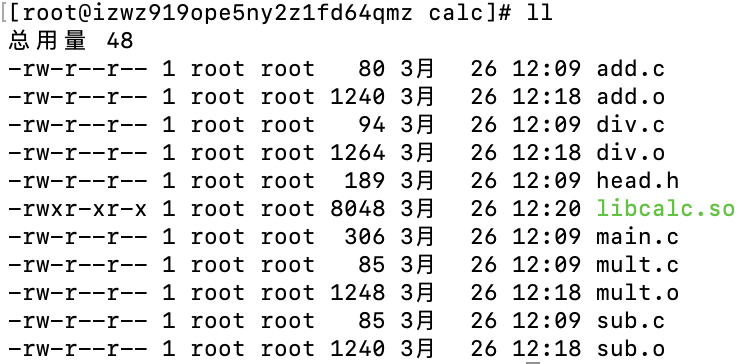 [[root@izwz919ope5ny2z1fd64qmz calc]# ll
总用量 48
-rw-r--r-- 1 root root   80 3月   26 12:09 add.c
-rw-r--r-- 1 root root 1240 3月   26 12:18 add.o
-rw-r--r-- 1 root root   94 3月   26 12:09 div.c
-rw-r--r-- 1 root root 1264 3月   26 12:18 div.o
-rw-r--r-- 1 root root  189 3月   26 12:09 head.h
-rwxr-xr-x 1 root root 8048 3月   26 12:20 libcalc.so
-rw-r--r-- 1 root root  306 3月   26 12:09 main.c
-rw-r--r-- 1 root root   85 3月   26 12:09 mult.c
-rw-r--r-- 1 root root 1248 3月   26 12:18 mult.o
-rw-r--r-- 1 root root   85 3月   26 12:09 sub.c
-rw-r--r-- 1 root root 1240 3月   26 12:18 sub.o